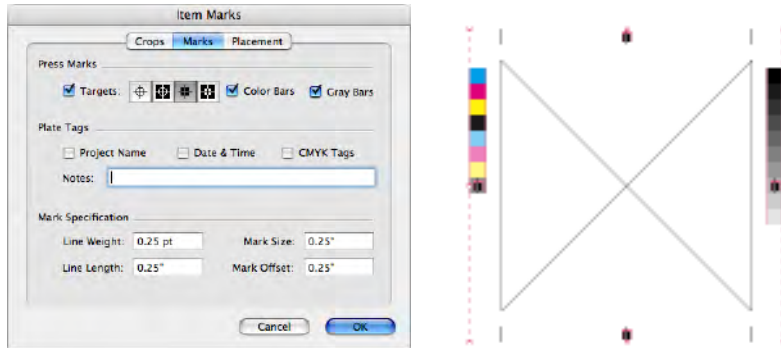 Item Marks
Crops Marks Placement
Press Marks
Targets: Color Bars Gray Bars
Plate Tags
Project Name Date & Time CMYK Tags
Notes:
Mark Specification
Line Weight: 0.25 pt Mark Size: 0.25"
Line Length: 0.25" Mark Offset: 0.25"
Cancel OK